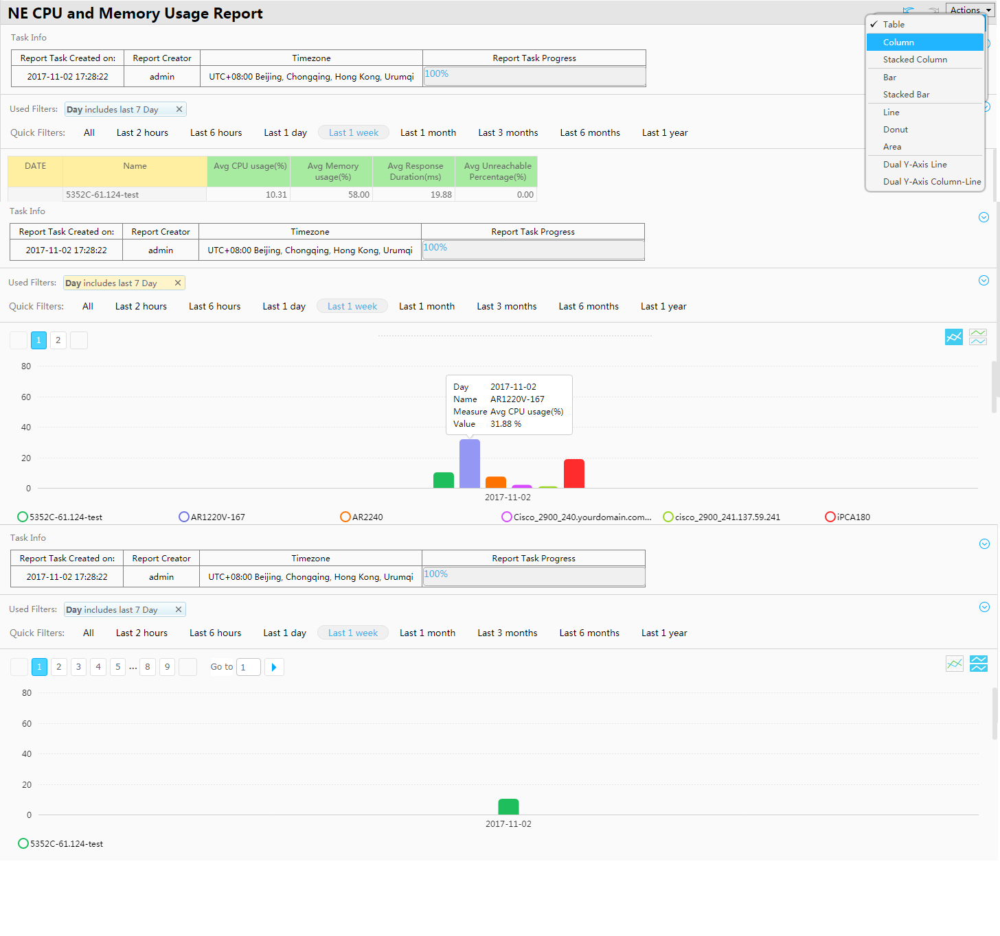 NE CPU and Memory Usage Report
Actions
Table
Column
Stacked Column
Bar
Stacked Bar
Line
Donut
Area
Dual Y-Axis Line
Dual Y-Axis Column-Line
Task Info
Report Task Created on: Report Creator Timezone Report Task Progress
2017-11-02 17:28:22 admin UTC+08:00 Beijing, Chongqing, Hong Kong, Urumqi 100%
Used Filters: Day includes last 7 Day
Quick Filters: All Last 2 hours Last 6 hours Last 1 day Last 1 week Last 1 month Last 3 months Last 6 months Last 1 year
DATE Name Avg CPU usage(%) Avg Memory usage(%) Avg Response Duration(ms) Avg Unreachable Percentage(%)
5352C-61.124-test 10.31 58.00 19.88 0.00
Task Info
Report Task Created on: Report Creator Timezone Report Task Progress
2017-11-02 17:28:22 admin UTC+08:00 Beijing, Chongqing, Hong Kong, Urumqi 100%
Used Filters: Day includes last 7 Day
Quick Filters: All Last 2 hours Last 6 hours Last 1 day Last 1 week Last 1 month Last 3 months Last 6 months Last 1 year
1 2
80
60
40
20
0
Day 2017-11-02
Name AR1220V-167
Measure Avg CPU usage(%)
Value 31.88 %
2017-11-02
5352C-61.124-test AR1220V-167 AR2240 Cisco_2900_240.yourdomain.com... cisco_2900_241.137.59.241 iPCA180
Task Info
Report Task Created on: Report Creator Timezone Report Task Progress
2017-11-02 17:28:22 admin UTC+08:00 Beijing, Chongqing, Hong Kong, Urumqi 100%
Used Filters: Day includes last 7 Day
Quick Filters: All Last 2 hours Last 6 hours Last 1 day Last 1 week Last 1 month Last 3 months Last 6 months Last 1 year
1 2 3 4 5 ... 8 9 Go to 1
80
60
40
20
0
2017-11-02
5352C-61.124-test